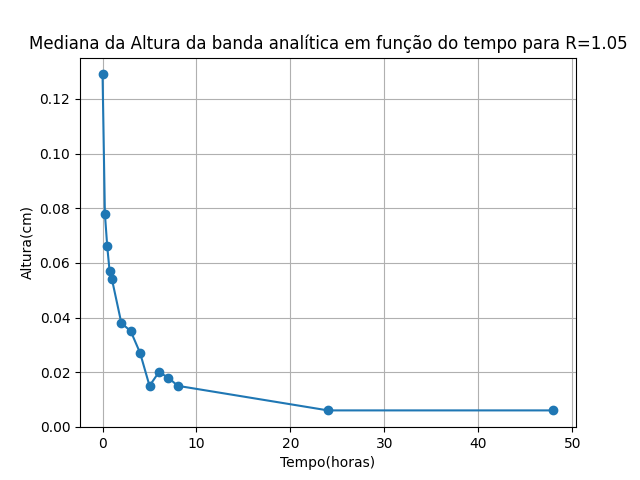 Mediana da Altura da banda analítica em função do tempo para R=1.05
Altura(cm)
0.12
0.10
0.08
0.06
0.04
0.02
0.00
0 10 20 30 40 50
Tempo(horas)